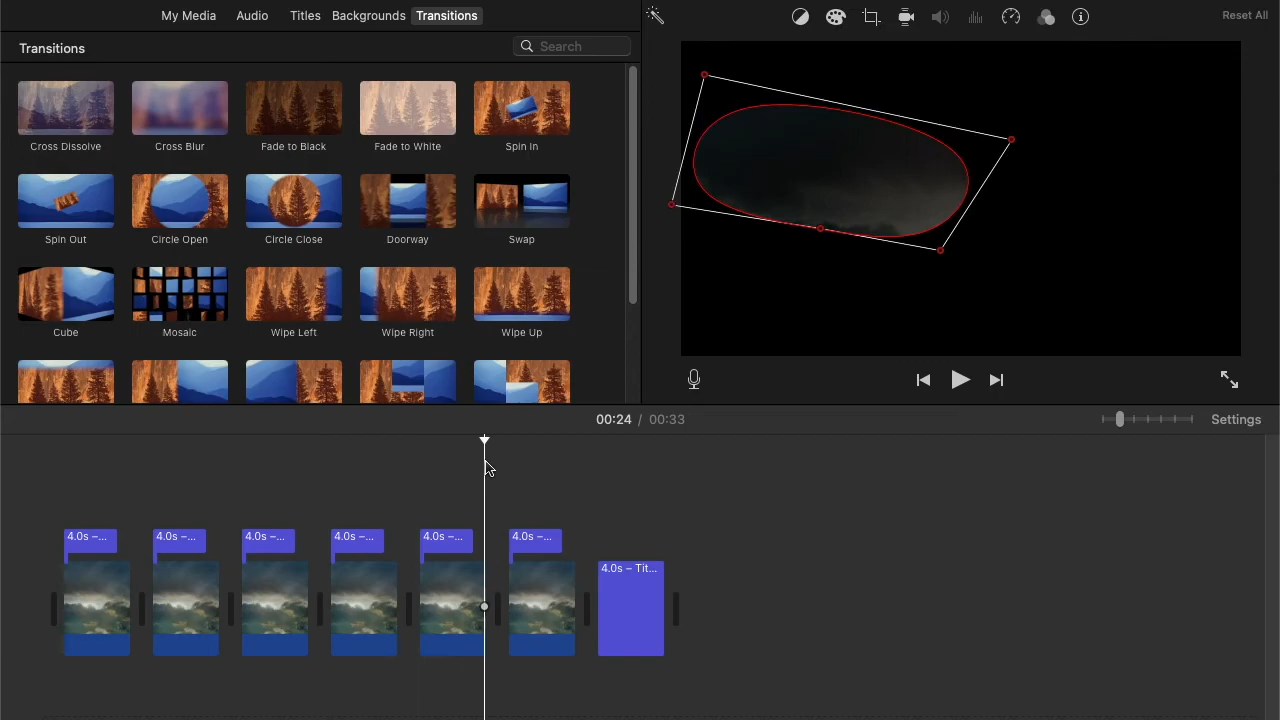 My Media Audio Titles Backgrounds Transitions
Reset All
Transitions
Search
Cross Dissolve Cross Blur Fade to Black Fade to White Spin In
Spin Out Circle Open Circle Close Doorway Swap
Cube Mosaic Wipe Left Wipe Right Wipe Up
00:24 / 00:33
Settings
4.0s –... 4.0s –... 4.0s –... 4.0s –... 4.0s –... 4.0s –...
4.0s – Tit...